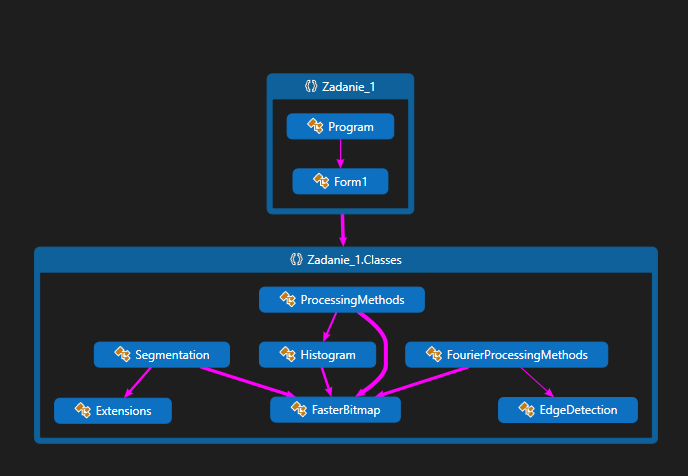 Zadanie_1
Program
Form1
Zadanie_1.Classes
ProcessingMethods
Segmentation
Histogram
FourierProcessingMethods
Extensions
FasterBitmap
EdgeDetection